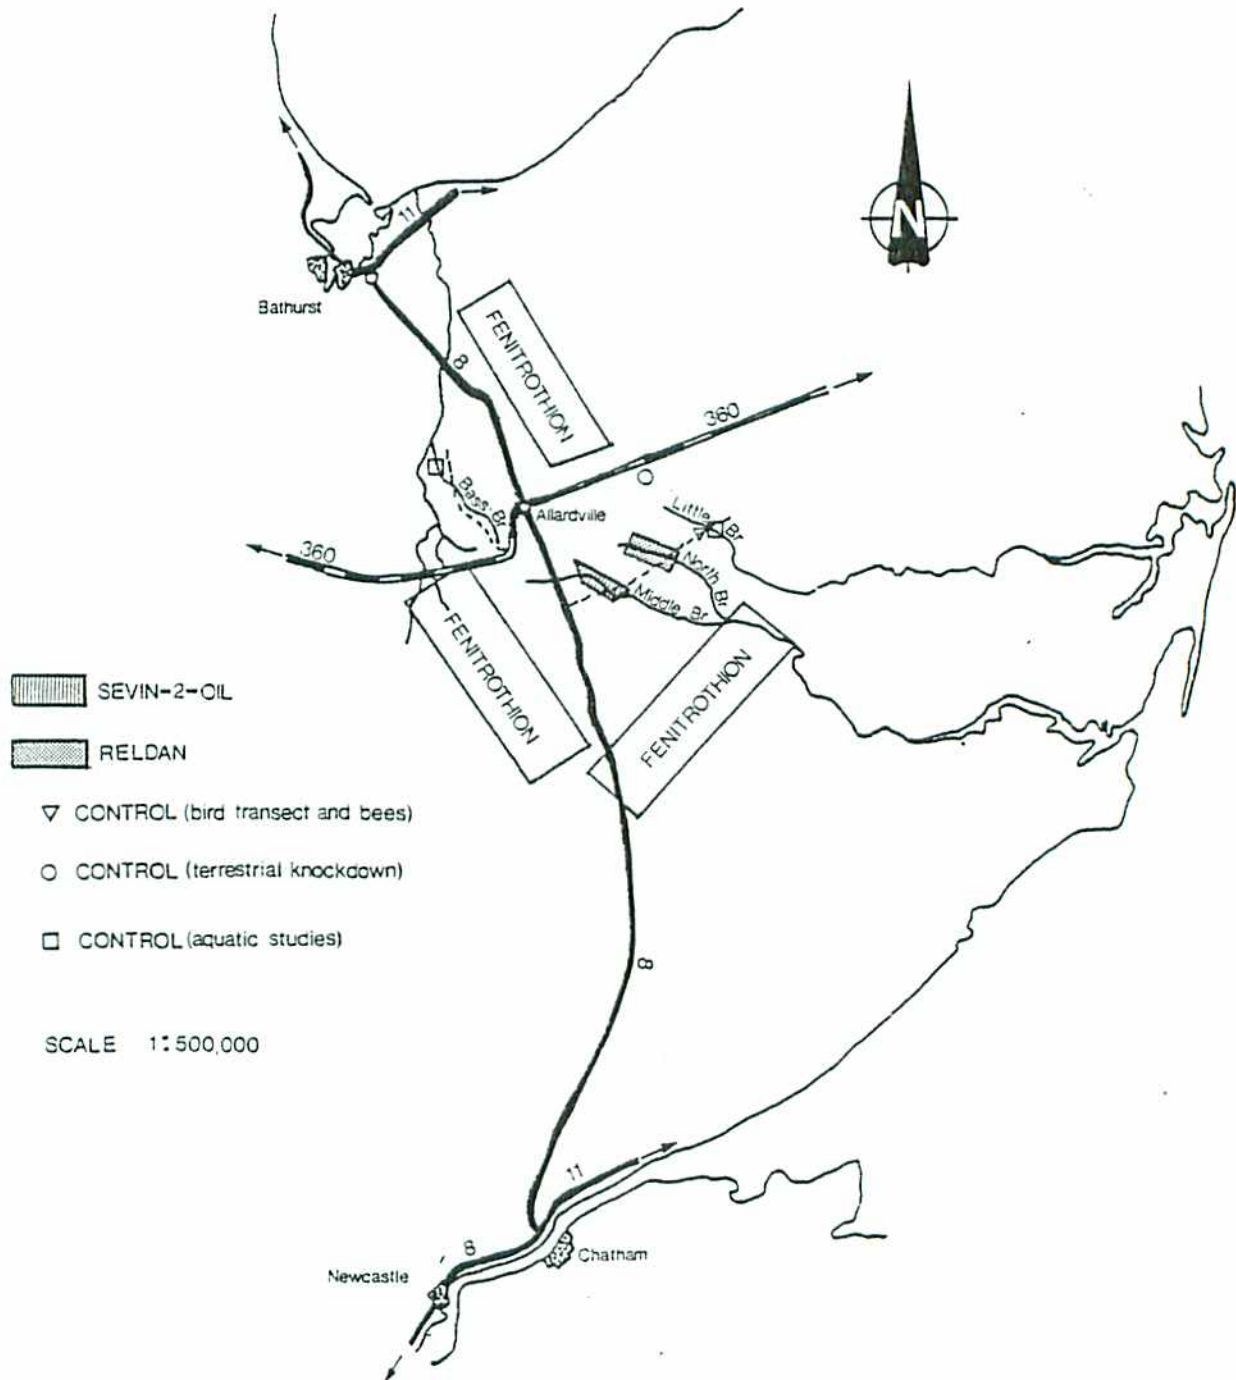 N
11
Bathurst
8
FENITROTHION
360
Bass Br
Allardville
Little Br
360
North Br
Middle Br
FENITROTHION
FENITROTHION
SEVIN-2-OIL
RELDAN
CONTROL (bird transect and bees)
CONTROL (terrestrial knockdown)
CONTROL (aquatic studies)
8
SCALE 1:500,000
11
8
Chatham
Newcastle